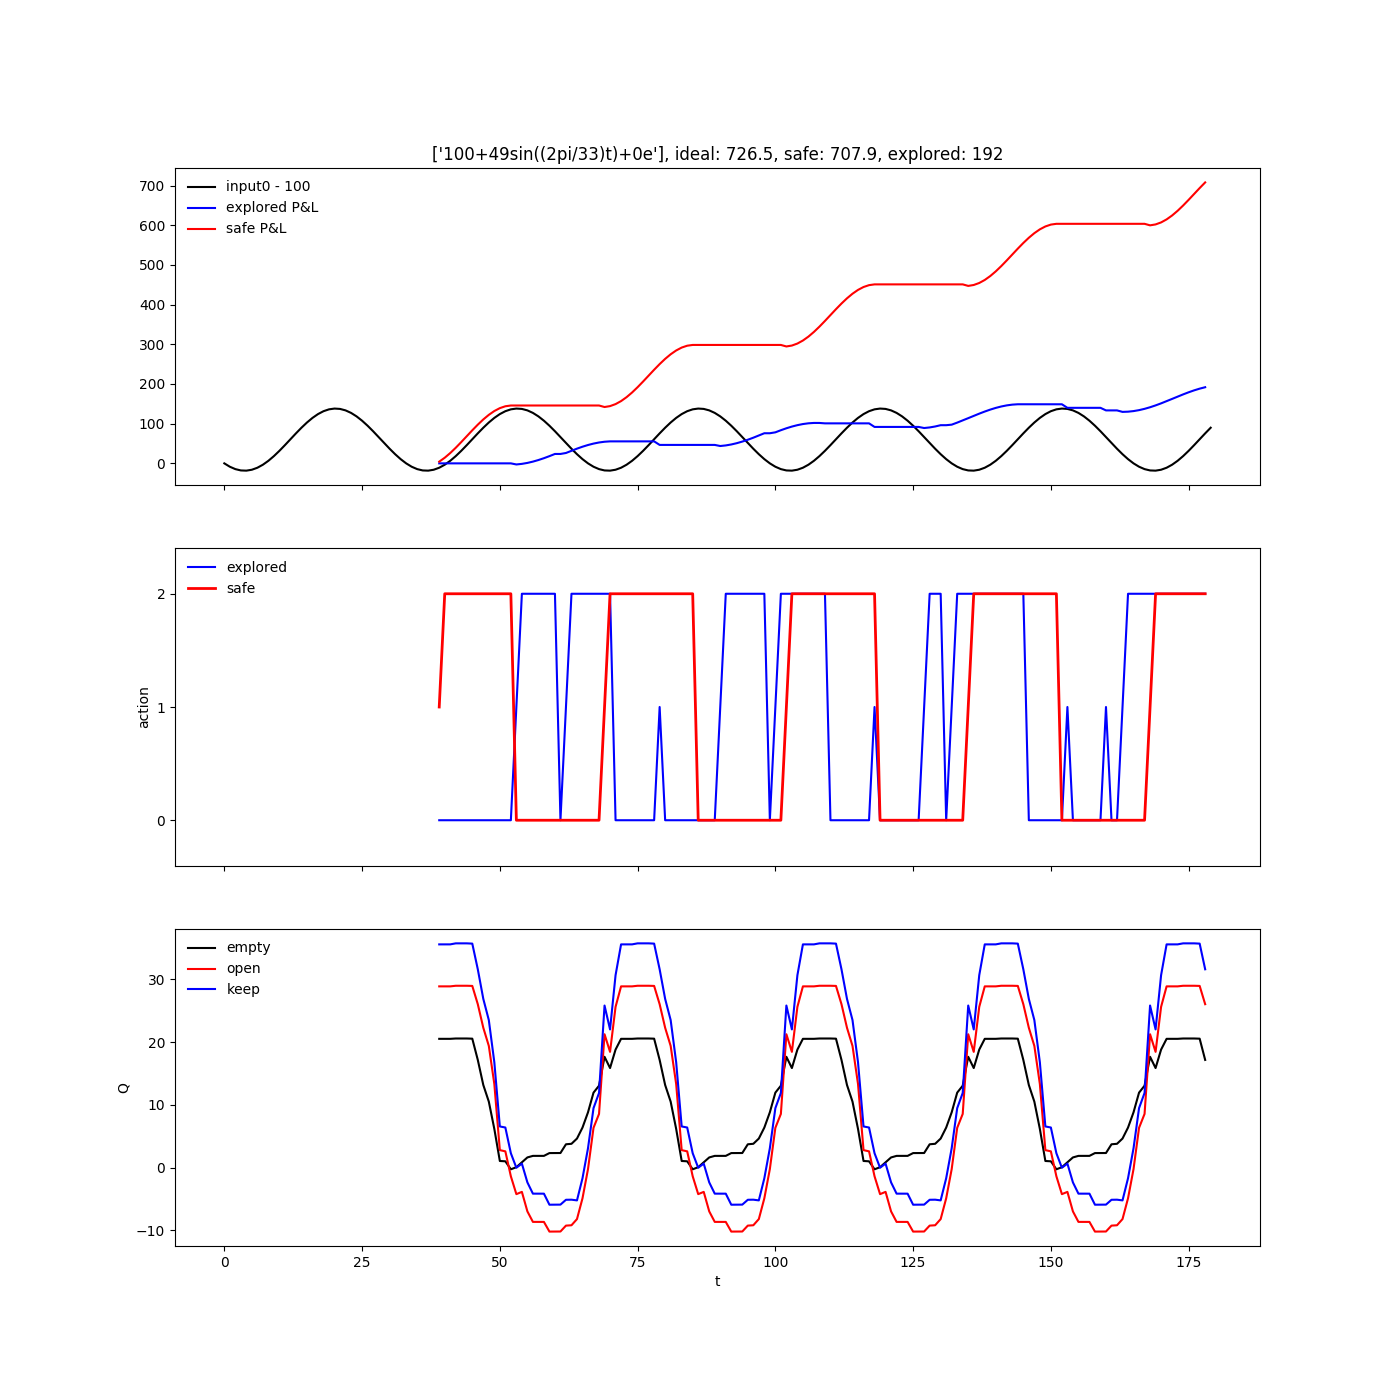 ['100+49sin((2pi/33)t)+0e'], ideal: 726.5, safe: 707.9, explored: 192
700
600
500
400
300
200
100
0
input0 - 100
explored P&L
safe P&L
action
2
1
0
explored
safe
Q
30
20
10
0
−10
empty
open
keep
0 25 50 75 100 125 150 175
t